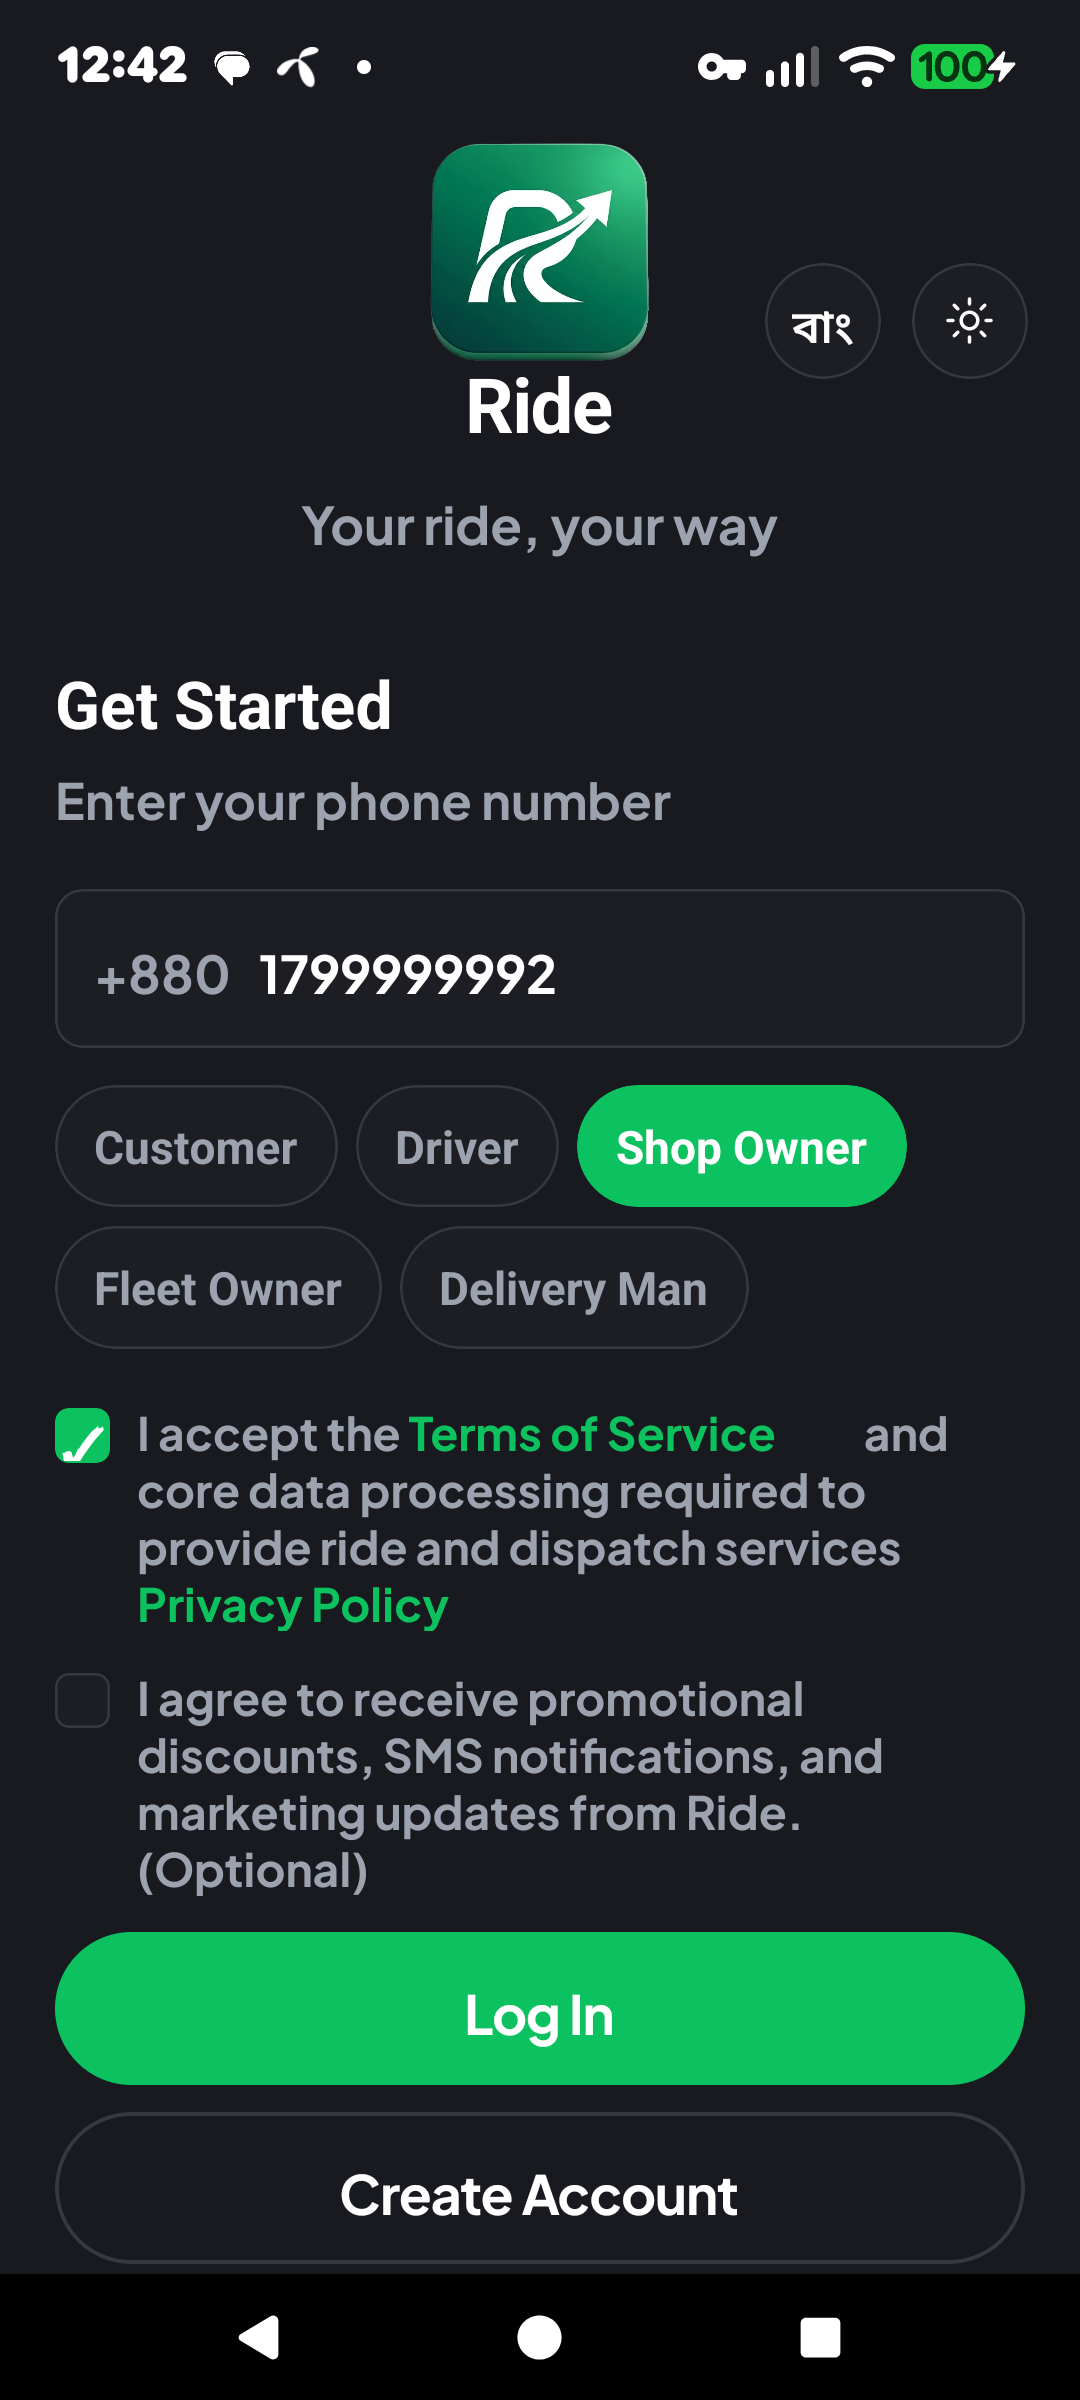 12:42
100
বাং
Ride
Your ride, your way
Get Started
Enter your phone number
+880 1799999992
Customer
Driver
Shop Owner
Fleet Owner
Delivery Man
I accept the Terms of Service and
core data processing required to
provide ride and dispatch services
Privacy Policy
I agree to receive promotional
discounts, SMS notifications, and
marketing updates from Ride.
(Optional)
Log In
Create Account